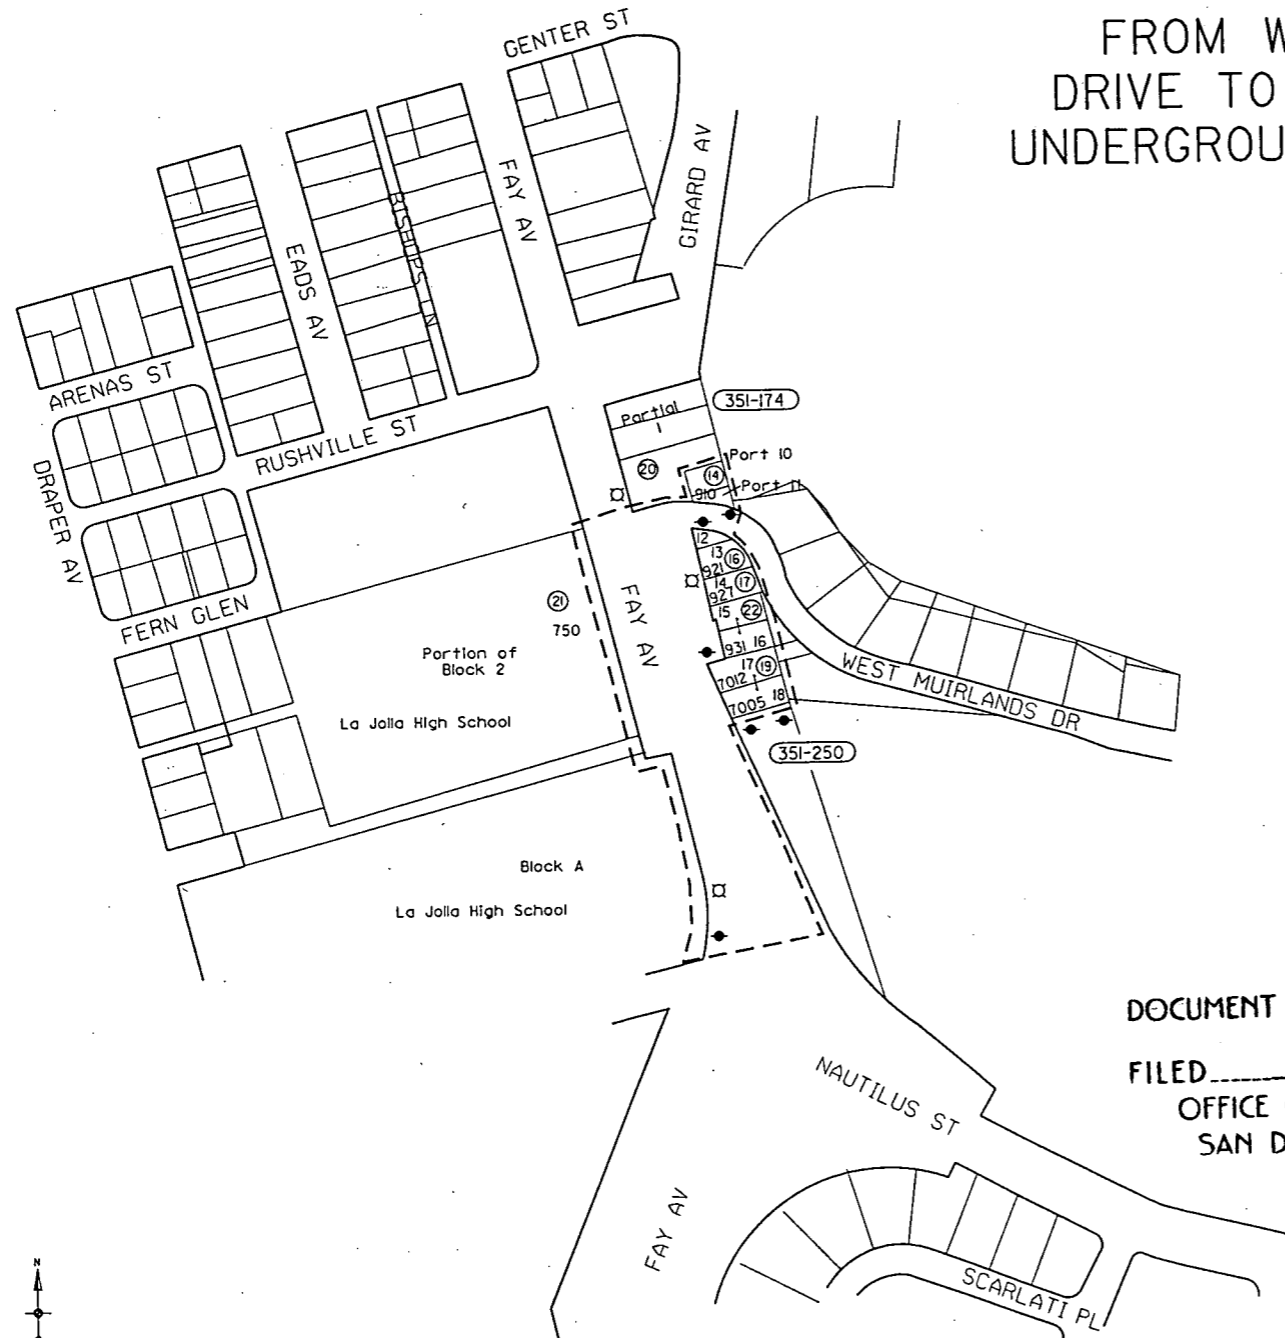 FROM W
DRIVE TO
UNDERGROU
GENTER ST
FAY AV
GIRARD AV
BISHOPS LN
EADS AV
ARENAS ST
RUSHVILLE ST
DRAPER AV
FERN GLEN
351-174
Partial
1
20
Port 10
14
910
Port 11
12
13
16
921
14
17
927
15
22
931
16
17
19
7012
7005
18
351-250
FAY AV
WEST MUIRLANDS DR
21
750
Portion of
Block 2
La Jolla High School
Block A
La Jolla High School
DOCUMENT
FILED
OFFICE
SAN D
NAUTILUS ST
FAY AV
SCARLATI PL
N